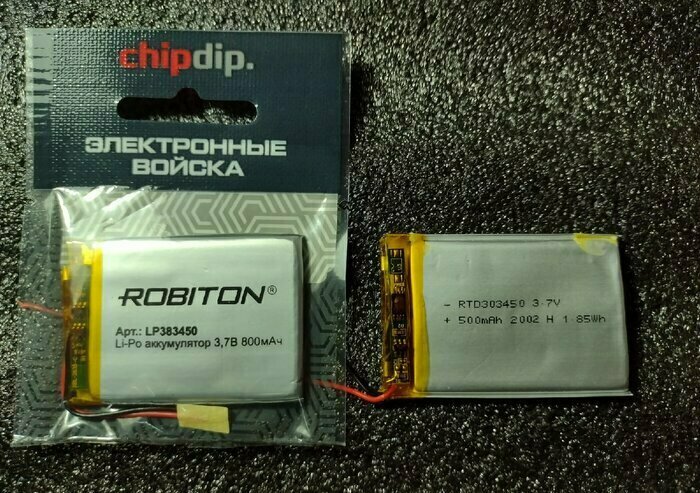 chipdip.
ЭЛЕКТРОННЫЕ
ВОЙСКА
ROBITON®
Арт.: LP383450
Li-Po аккумулятор 3,7В 800мАч
- RTD303450 3.7V
+ 500mAh 2002 H 1.85Wh